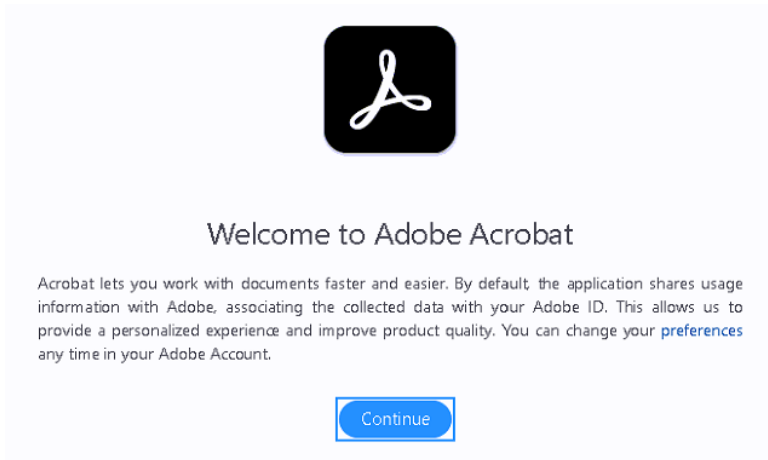 Welcome to Adobe Acrobat
Acrobat lets you work with documents faster and easier. By default, the application shares usage
information with Adobe, associating the collected data with your Adobe ID. This allows us to
provide a personalized experience and improve product quality. You can change your preferences
any time in your Adobe Account.
Continue